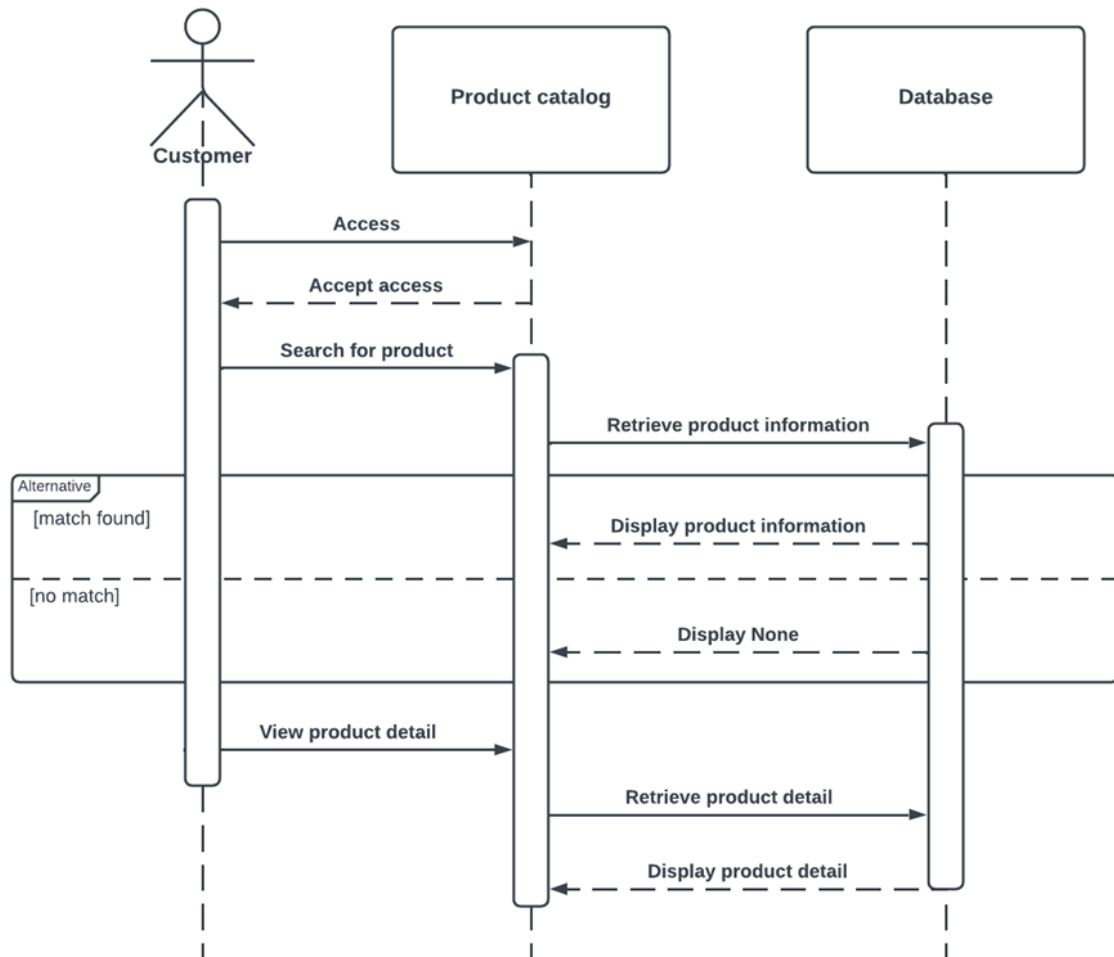 Product catalog
Database
Customer
Access
Accept access
Search for product
Retrieve product information
Alternative
[match found]
Display product information
[no match]
Display None
View product detail
Retrieve product detail
Display product detail